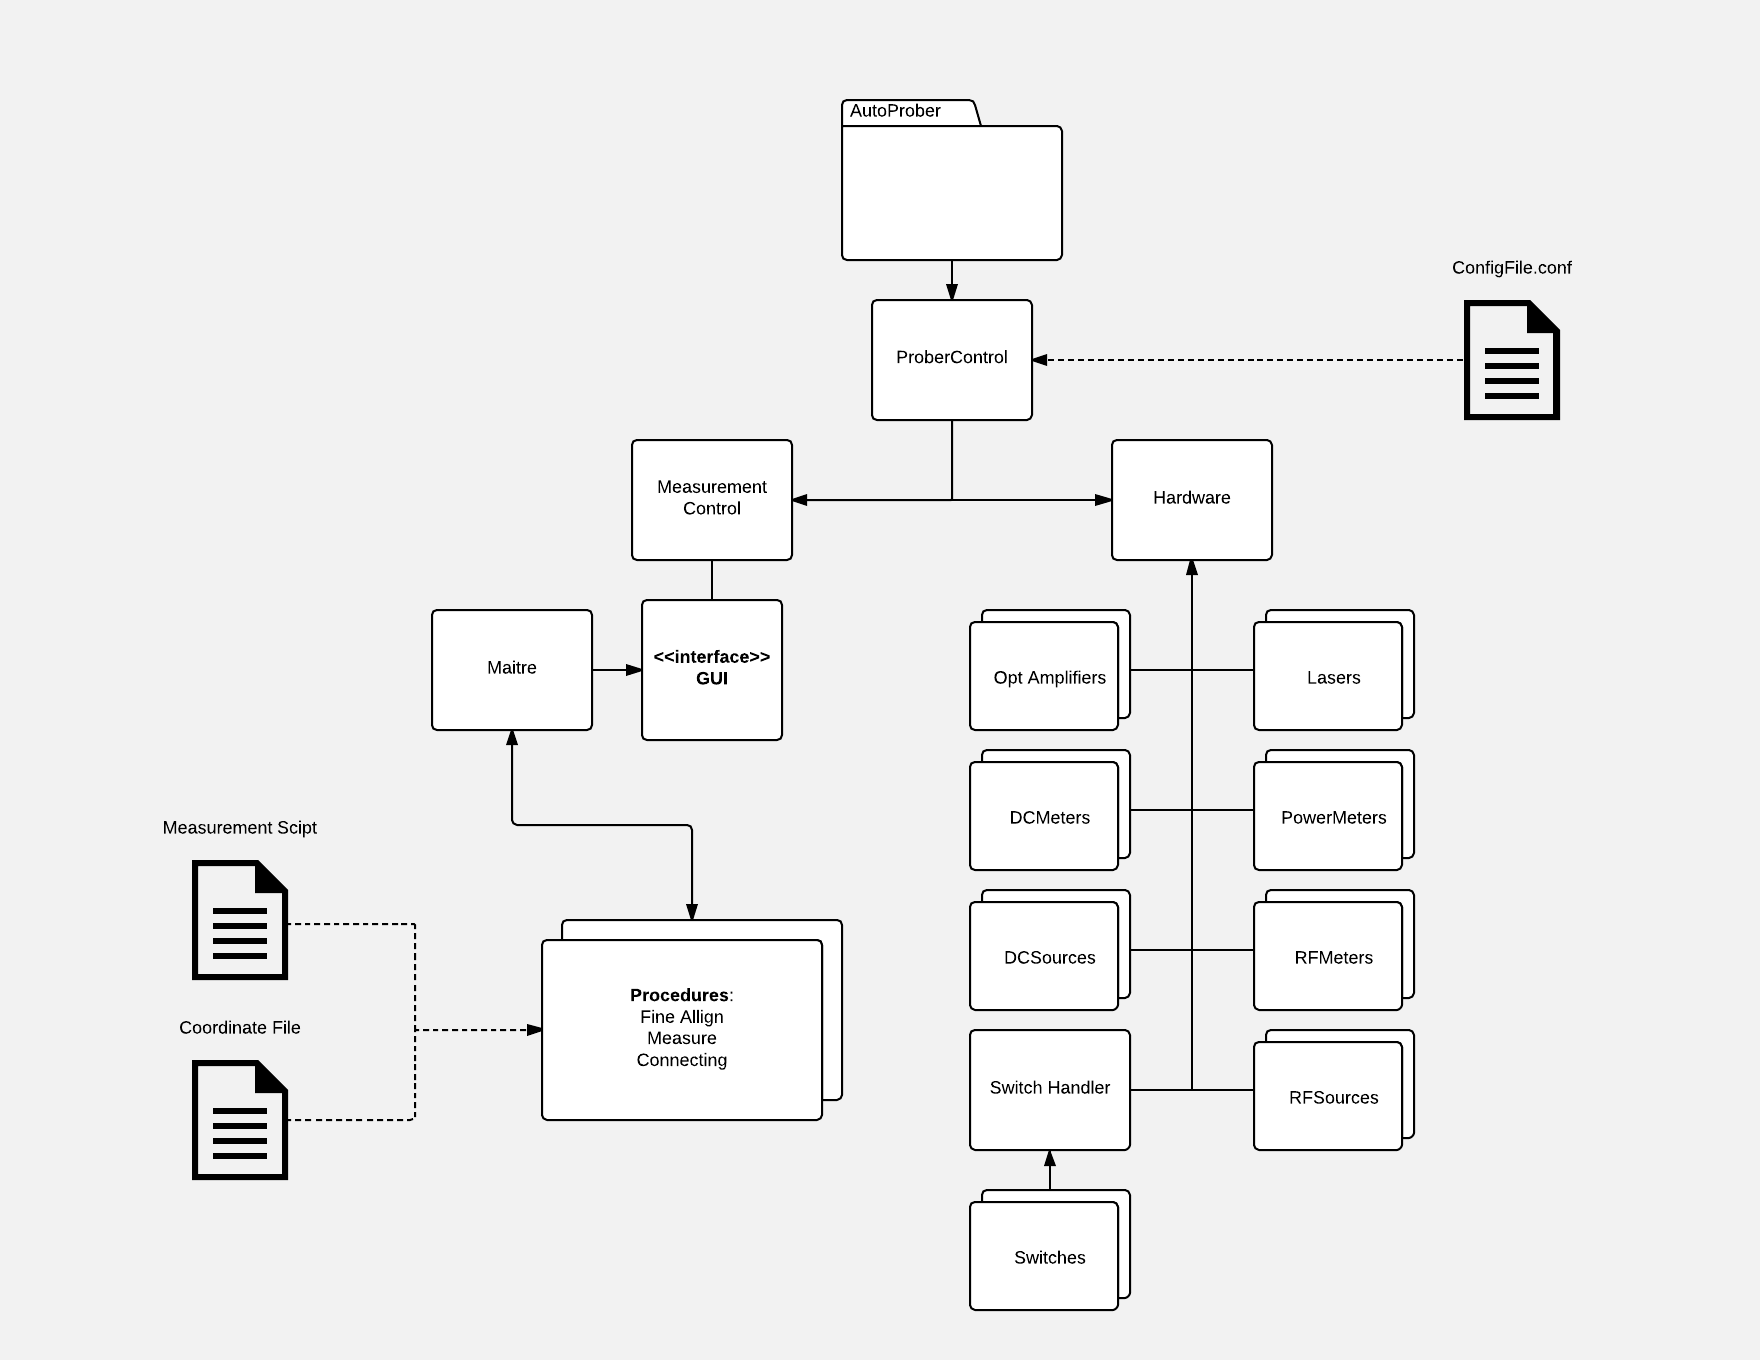 AutoProber
ConfigFile.conf
ProberControl
Measurement
Control
Hardware
Maitre
<<interface>>
GUI
Opt Amplifiers
Lasers
DCMeters
PowerMeters
Measurement Scipt
DCSources
RFMeters
Procedures:
Fine Allign
Measure
Connecting
Coordinate File
Switch Handler
RFSources
Switches